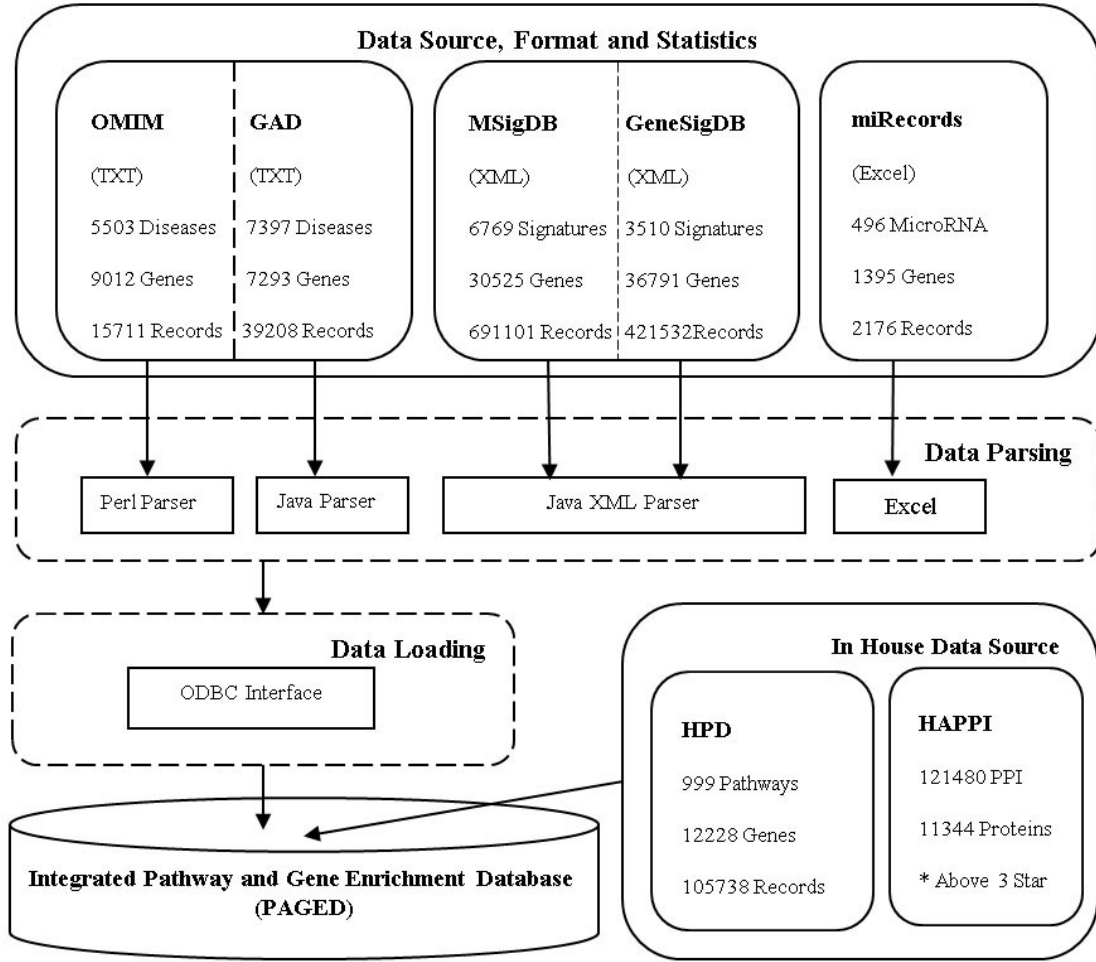 Data Source, Format and Statistics
OMIM
(TXT)
5503 Diseases
9012 Genes
15711 Records
GAD
(TXT)
7397 Diseases
7293 Genes
39208 Records
MSigDB
(XML)
6769 Signatures
30525 Genes
691101 Records
GeneSigDB
(XML)
3510 Signatures
36791 Genes
421532Records
miRecords
(Excel)
496 MicroRNA
1395 Genes
2176 Records
Data Parsing
Perl Parser
Java Parser
Java XML Parser
Excel
Data Loading
ODBC Interface
In House Data Source
HPD
999 Pathways
12228 Genes
105738 Records
HAPPI
121480 PPI
11344 Proteins
* Above 3 Star
Integrated Pathway and Gene Enrichment Database
(PAGED)